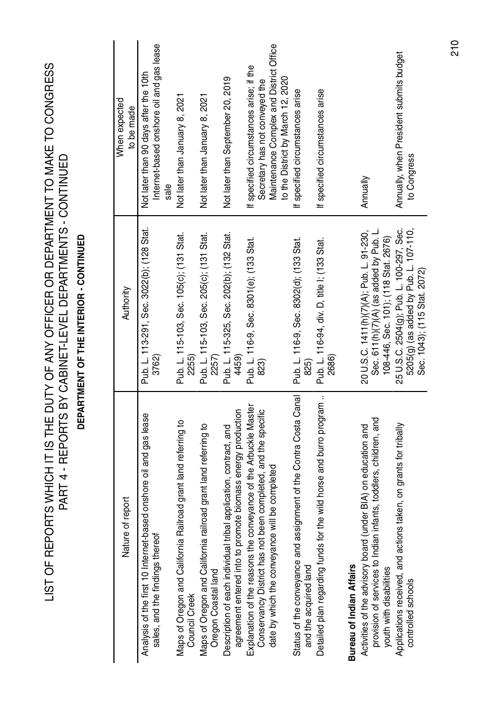 LIST OF REPORTS WHICH IT IS THE DUTY OF ANY OFFICER OR DEPARTMENT TO MAKE TO CONGRESS
PART 4 - REPORTS BY CABINET-LEVEL DEPARTMENTS - CONTINUED
DEPARTMENT OF THE INTERIOR - CONTINUED
Nature of report
Authority
When expected
to be made
Analysis of the first 10 Internet-based onshore oil and gas lease
sales, and the findings thereof
Pub. L. 113-291, Sec. 3022(b); (128 Stat.
3762)
Not later than 90 days after the 10th
Internet-based onshore oil and gas lease
sale
Maps of Oregon and California Railroad grant land referring to
Council Creek
Pub. L. 115-103, Sec. 105(c); (131 Stat.
2255)
Not later than January 8, 2021
Maps of Oregon and California railroad grant land referring to
Oregon Coastal land
Pub. L. 115-103, Sec. 205(c); (131 Stat.
2257)
Not later than January 8, 2021
Description of each individual tribal application, contract, and
agreement entered into to promote biomass energy production
Pub. L. 115-325, Sec. 202(b); (132 Stat.
4459)
Not later than September 20, 2019
Explanation of the reasons the conveyance of the Arbuckle Master
Conservancy District has not been completed, and the specific
date by which the conveyance will be completed
Pub. L. 116-9, Sec. 8301(e); (133 Stat.
823)
If specified circumstances arise; if the
Secretary has not conveyed the
Maintenance Complex and District Office
to the District by March 12, 2020
Status of the conveyance and assignment of the Contra Costa Canal
and the acquired land
Pub. L. 116-9, Sec. 8302(d); (133 Stat.
825)
If specified circumstances arise
Detailed plan regarding funds for the wild horse and burro program ..
Pub. L. 116-94, div. D, title I; (133 Stat.
2686)
If specified circumstances arise
Bureau of Indian Affairs
Activities of the advisory board (under BIA) on education and
provision of services to Indian infants, toddlers, children, and
youth with disabilities
20 U.S.C. 1411(h)(7)(A); Pub. L. 91-230,
Sec. 611(h)(7)(A) (as added by Pub. L.
108-446, Sec. 101); (118 Stat. 2676)
Annually
Applications received, and actions taken, on grants for tribally
controlled schools
25 U.S.C. 2504(g); Pub. L. 100-297, Sec.
5205(g) (as added by Pub. L. 107-110,
Sec. 1043); (115 Stat. 2072)
Annually, when President submits budget
to Congress
210